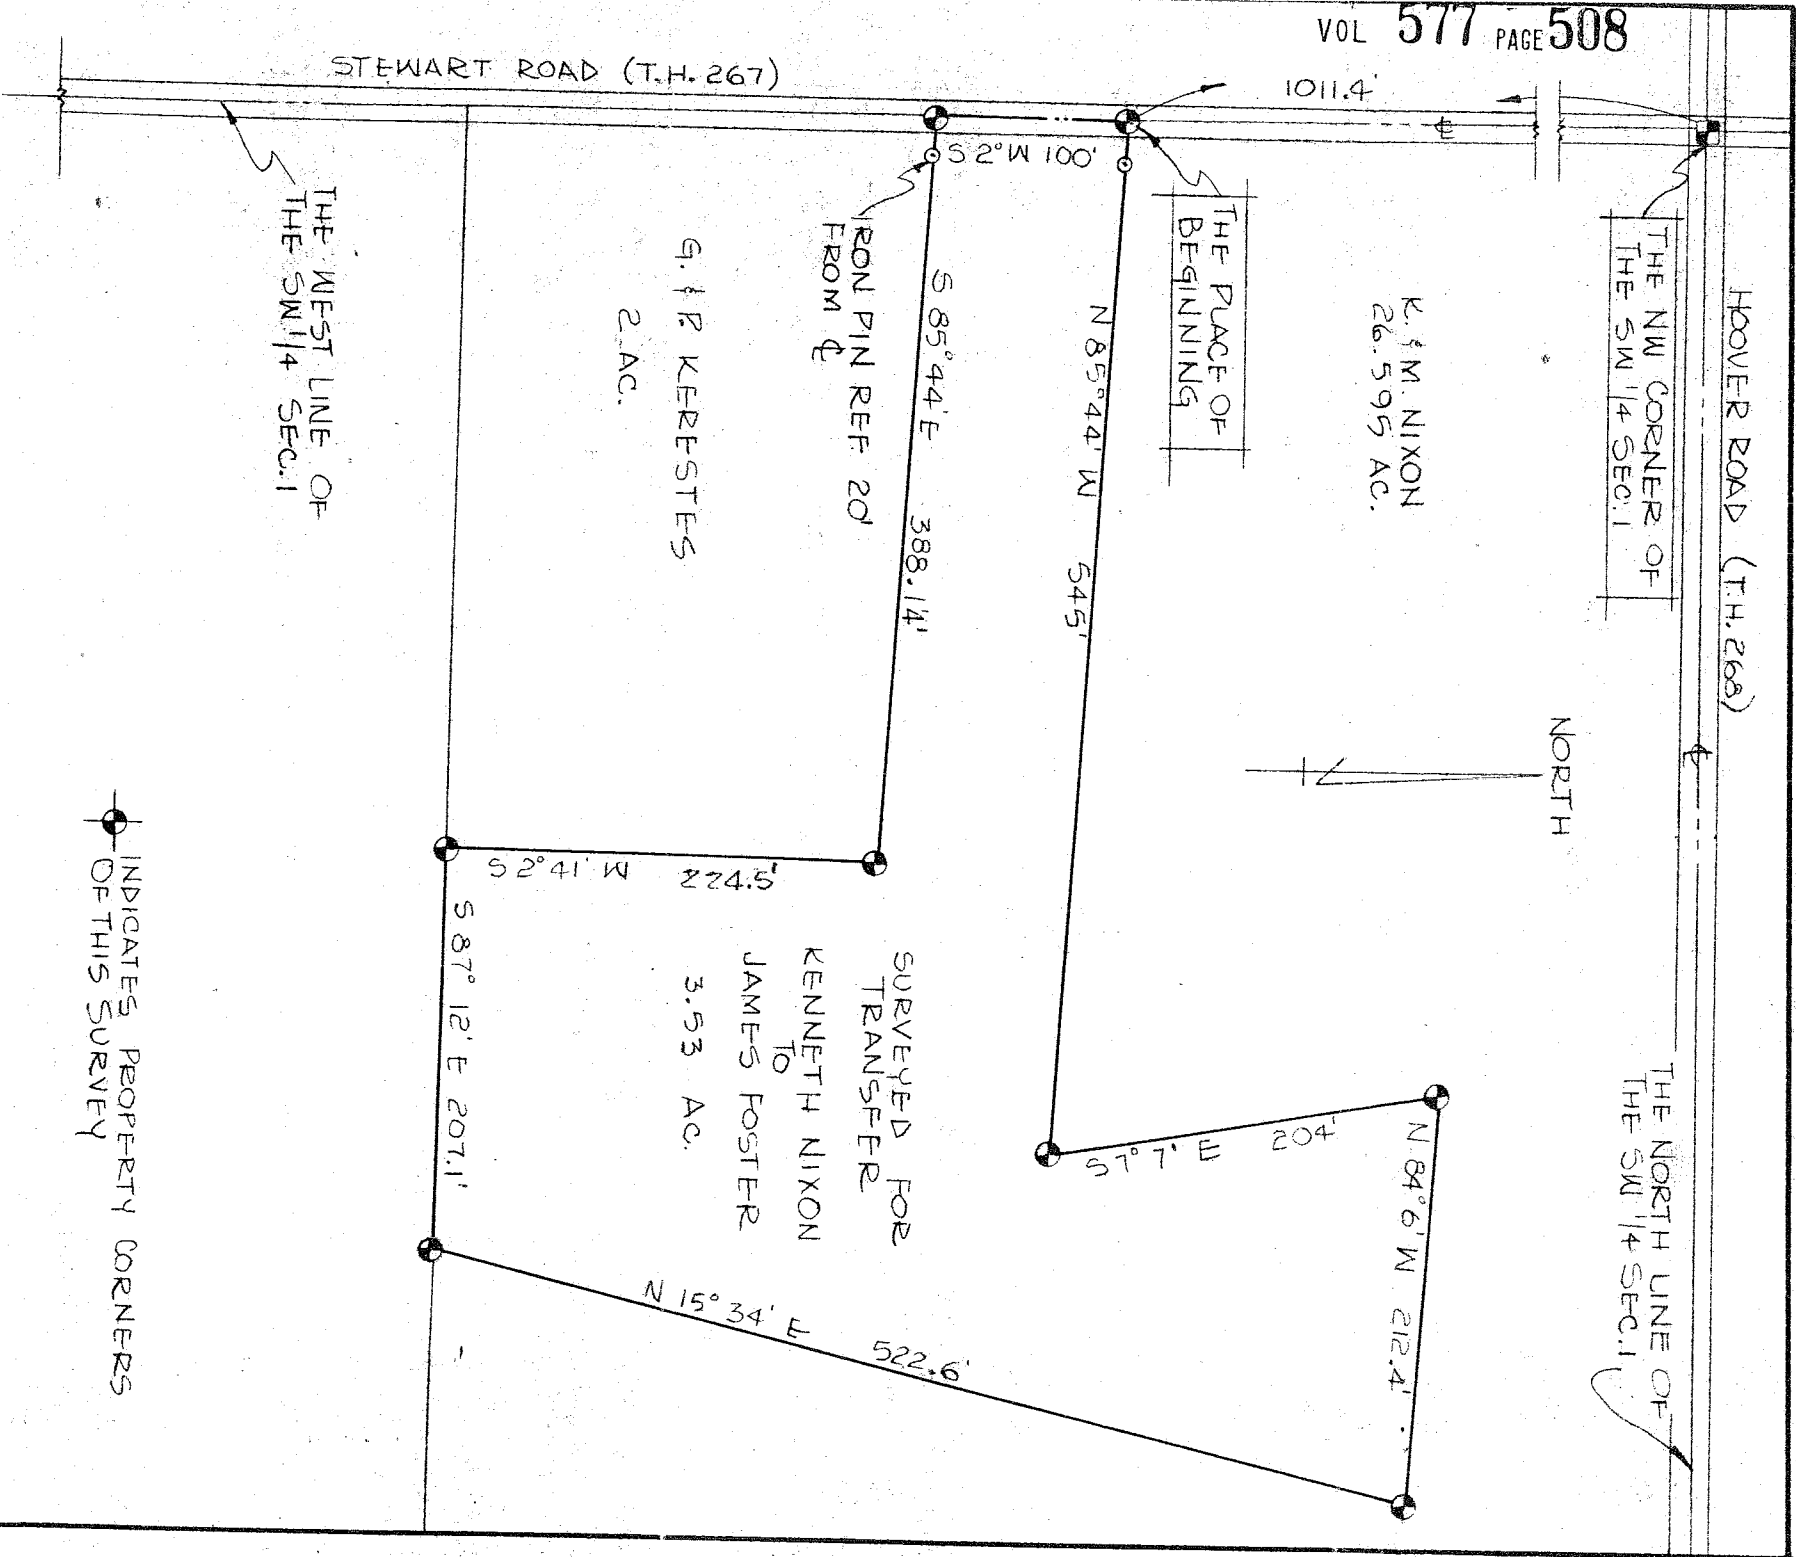 VOL 577 PAGE 508
STEWART ROAD (T.H. 267)
1011.4'
℄
HOOVER ROAD (T.H. 268)
℄
THE NW CORNER OF
THE SW 1/4 SEC. 1
THE NORTH LINE OF
THE SW 1/4 SEC. 1
NORTH
K. & M. NIXON
26.595 AC.
THE PLACE OF
BEGINNING
S 2° W 100'
N 85° 44' W 545'
S 85° 44' E 388.14'
IRON PIN REF 20'
FROM ℄
G. & P. KERESTES
2 AC.
THE WEST LINE OF
THE SW 1/4 SEC. 1
N 84° 6' W 212.4'
S 7° 7' E 204'
SURVEYED FOR
TRANSFER
KENNETH NIXON
TO
JAMES FOSTER
3.53 AC.
S 2° 41' W 224.5'
S 87° 12' E 207.1'
N 15° 34' E 522.6'
INDICATES PROPERTY CORNERS
OF THIS SURVEY